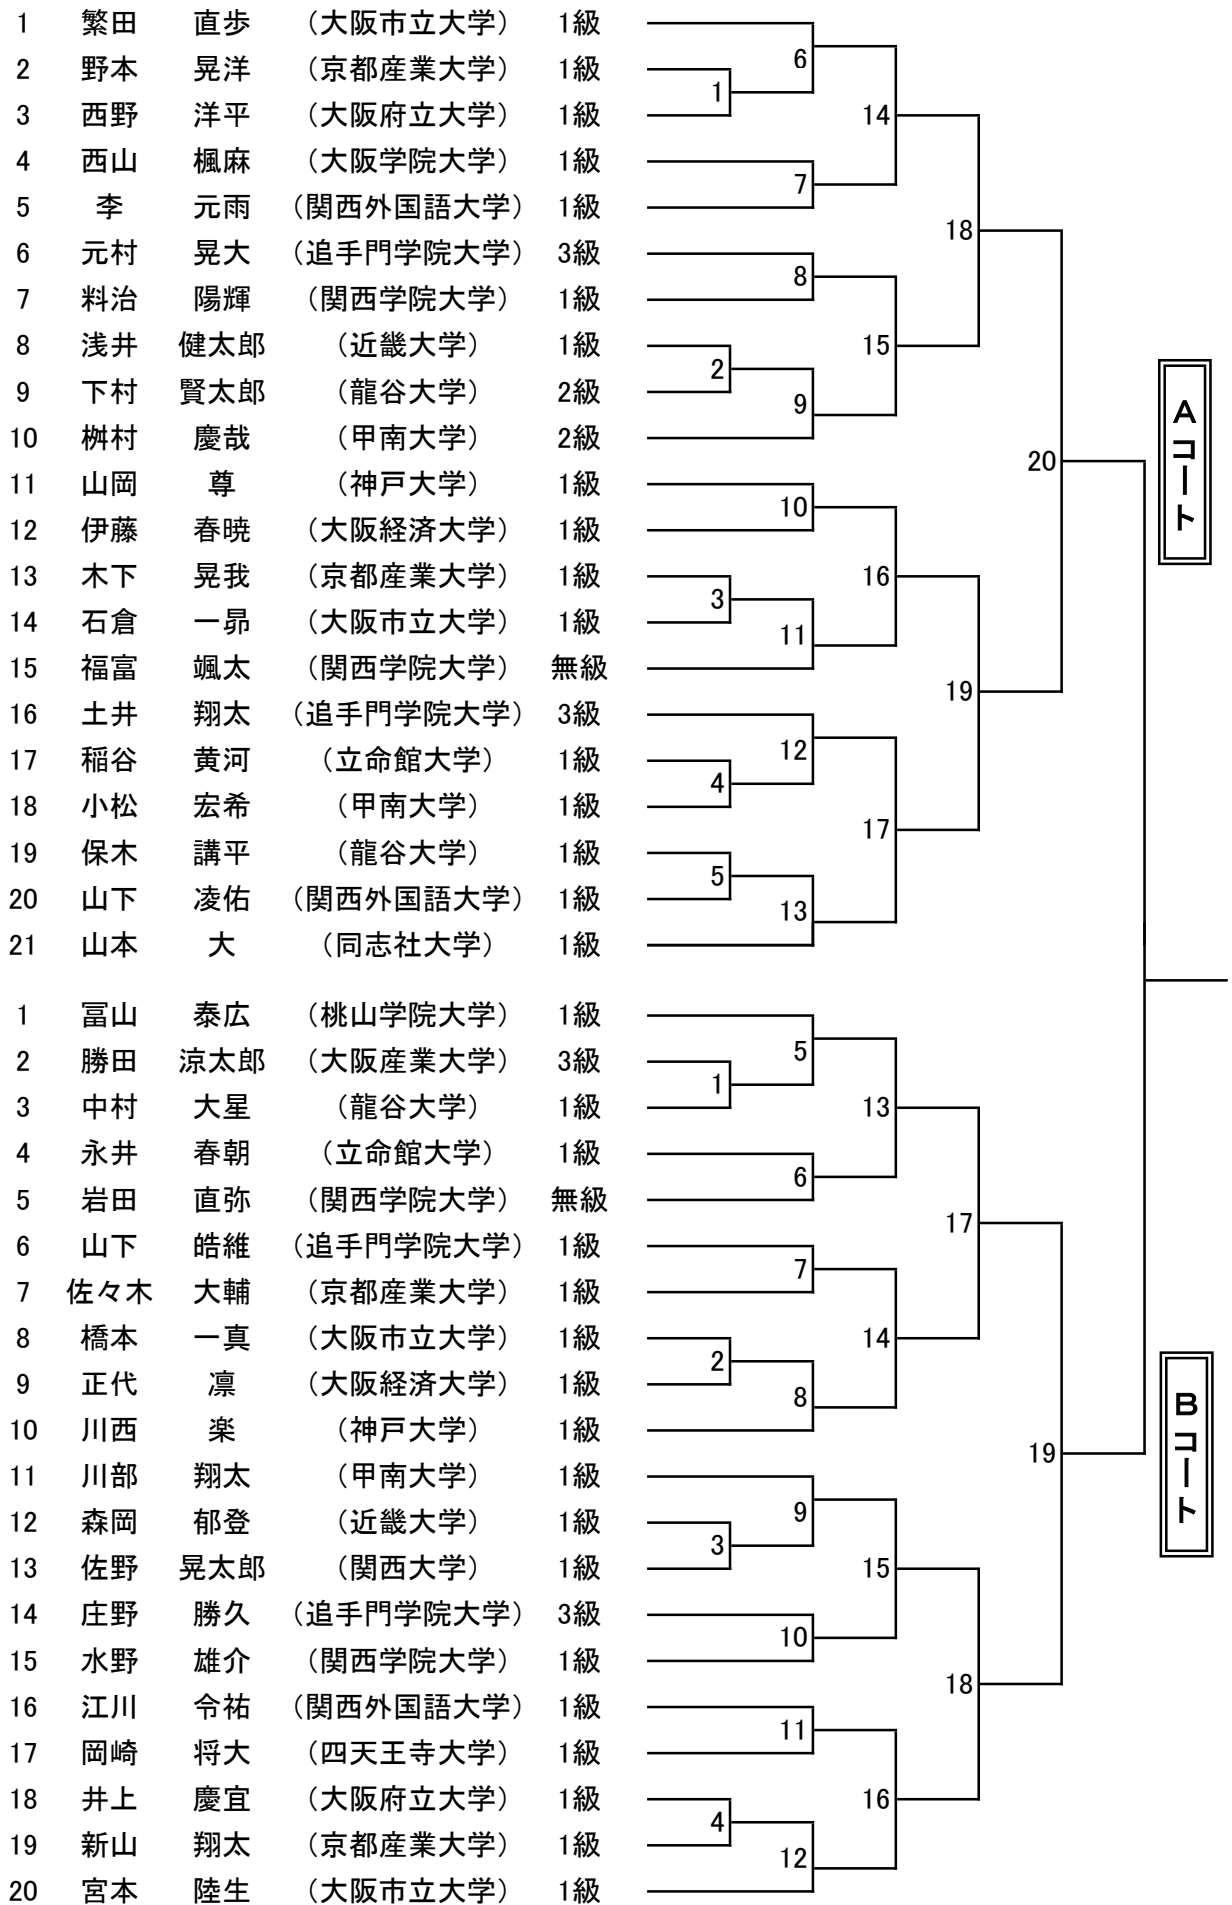 1 繁田 直歩 （大阪市立大学） 1級
2 野本 晃洋 （京都産業大学） 1級
3 西野 洋平 （大阪府立大学） 1級
4 西山 楓麻 （大阪学院大学） 1級
5 李 元雨 （関西外国語大学） 1級
6 元村 晃大 （追手門学院大学） 3級
7 料治 陽輝 （関西学院大学） 1級
8 浅井 健太郎 （近畿大学） 1級
9 下村 賢太郎 （龍谷大学） 2級
10 桝村 慶哉 （甲南大学） 2級
11 山岡 尊 （神戸大学） 1級
12 伊藤 春暁 （大阪経済大学） 1級
13 木下 晃我 （京都産業大学） 1級
14 石倉 一昴 （大阪市立大学） 1級
15 福富 颯太 （関西学院大学） 無級
16 土井 翔太 （追手門学院大学） 3級
17 稲谷 黄河 （立命館大学） 1級
18 小松 宏希 （甲南大学） 1級
19 保木 講平 （龍谷大学） 1級
20 山下 凌佑 （関西外国語大学） 1級
21 山本 大 （同志社大学） 1級
1
2
3
4
5
6
7
8
9
10
11
12
13
14
15
16
17
18
19
20
Aコート
1 冨山 泰広 （桃山学院大学） 1級
2 勝田 涼太郎 （大阪産業大学） 3級
3 中村 大星 （龍谷大学） 1級
4 永井 春朝 （立命館大学） 1級
5 岩田 直弥 （関西学院大学） 無級
6 山下 皓維 （追手門学院大学） 1級
7 佐々木 大輔 （京都産業大学） 1級
8 橋本 一真 （大阪市立大学） 1級
9 正代 凛 （大阪経済大学） 1級
10 川西 楽 （神戸大学） 1級
11 川部 翔太 （甲南大学） 1級
12 森岡 郁登 （近畿大学） 1級
13 佐野 晃太郎 （関西大学） 1級
14 庄野 勝久 （追手門学院大学） 3級
15 水野 雄介 （関西学院大学） 1級
16 江川 令祐 （関西外国語大学） 1級
17 岡崎 将大 （四天王寺大学） 1級
18 井上 慶宜 （大阪府立大学） 1級
19 新山 翔太 （京都産業大学） 1級
20 宮本 陸生 （大阪市立大学） 1級
1
2
3
4
5
6
7
8
9
10
11
12
13
14
15
16
17
18
19
Bコート